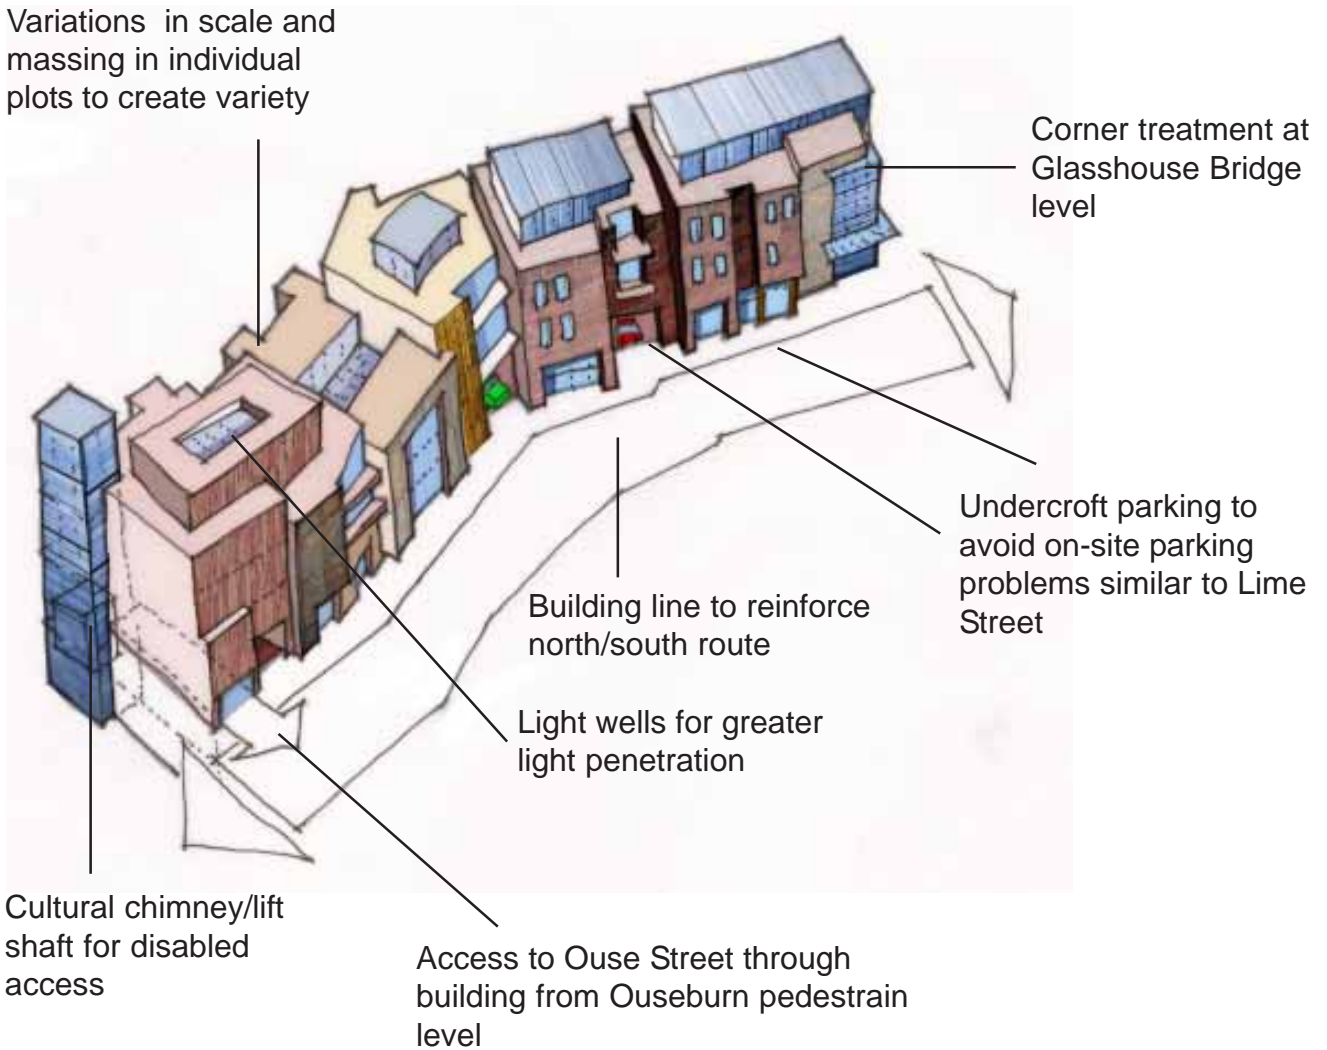 Variations  in scale and
massing in individual
plots to create variety
Corner treatment at
Glasshouse Bridge
level
Undercroft parking to
avoid on-site parking
problems similar to Lime
Street
Building line to reinforce
north/south route
Light wells for greater
light penetration
Cultural chimney/lift
shaft for disabled
access
Access to Ouse Street through
building from Ouseburn pedestrain
level